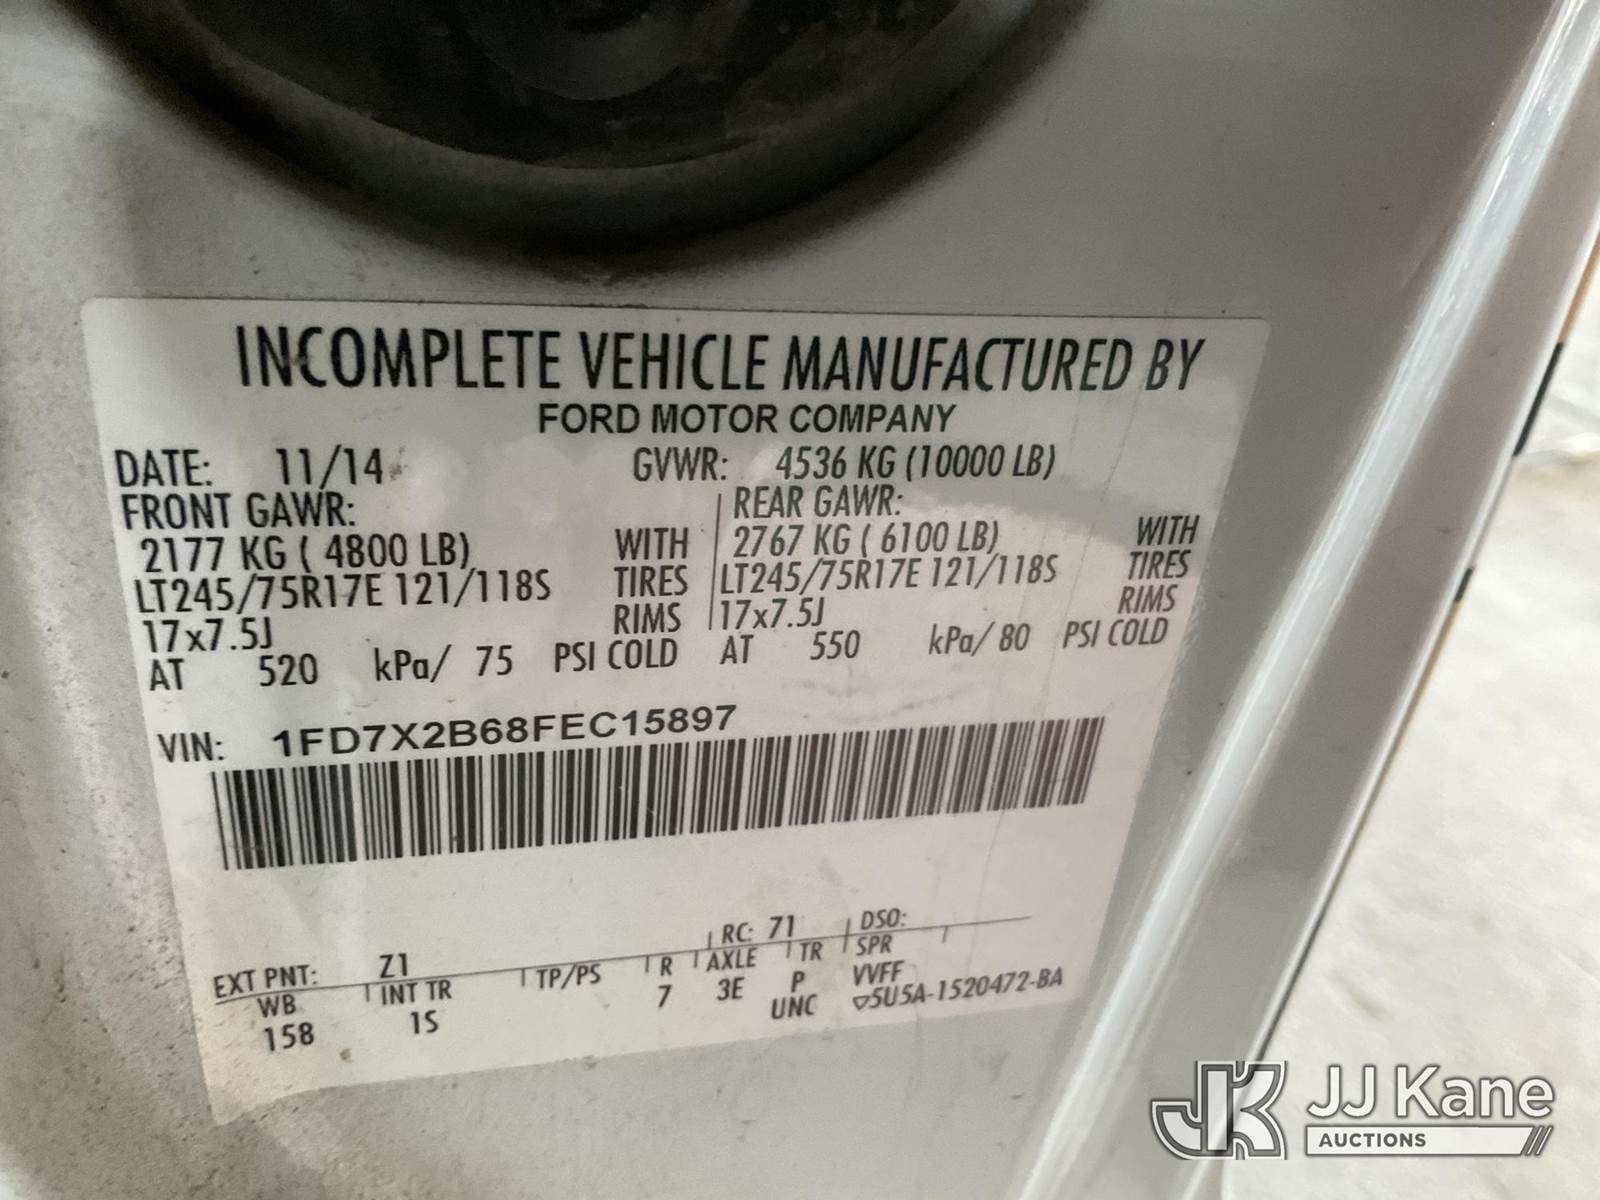 INCOMPLETE VEHICLE MANUFACTURED BY
FORD MOTOR COMPANY
DATE: 11/14 GVWR: 4536 KG (10000 LB)
FRONT GAWR: REAR GAWR:
2177 KG ( 4800 LB) WITH 2767 KG ( 6100 LB) WITH
LT245/75R17E 121/118S TIRES LT245/75R17E 121/118S TIRES
17x7.5J RIMS 17x7.5J RIMS
AT 520 kPa/ 75 PSI COLD AT 550 kPa/ 80 PSI COLD
VIN: 1FD7X2B68FEC15897
EXT PNT: Z1 RC: 71 DSO:
WB INT TR TP/PS R AXLE TR SPR
158 1S 7 3E P VVFF
UNC 5U5A-1520472-BA
JK JJ Kane
AUCTIONS